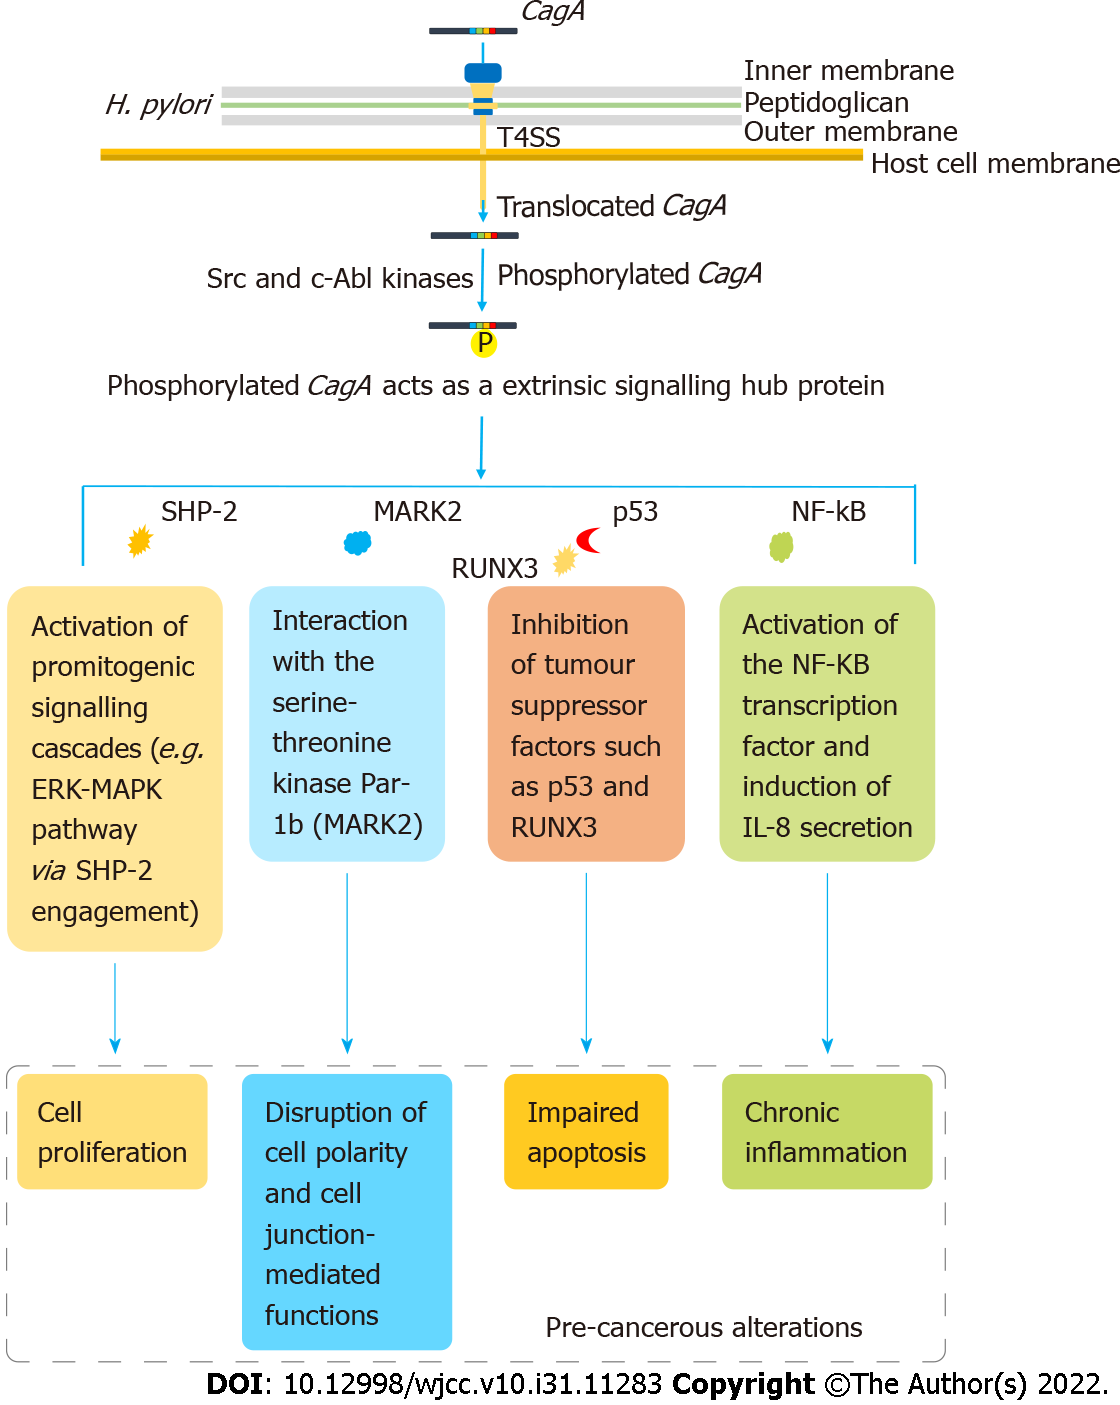 CagA
Inner membrane
H. pylori
Peptidoglican
Outer membrane
T4SS
Host cell membrane
Translocated CagA
Src and c-Abl kinases
Phosphorylated CagA
P
Phosphorylated CagA acts as a extrinsic signalling hub protein
SHP-2
MARK2
p53
NF-kB
RUNX3
Activation of
promitogenic
signalling
cascades (e.g.
ERK-MAPK
pathway
via SHP-2
engagement)
Interaction
with the
serine-
threonine
kinase Par-
1b (MARK2)
Inhibition
of tumour
suppressor
factors such
as p53 and
RUNX3
Activation of
the NF-KB
transcription
factor and
induction of
IL-8 secretion
Cell
proliferation
Disruption of
cell polarity
and cell
junction-
mediated
functions
Impaired
apoptosis
Chronic
inflammation
Pre-cancerous alterations
DOI: 10.12998/wjcc.v10.i31.11283 Copyright ©The Author(s) 2022.